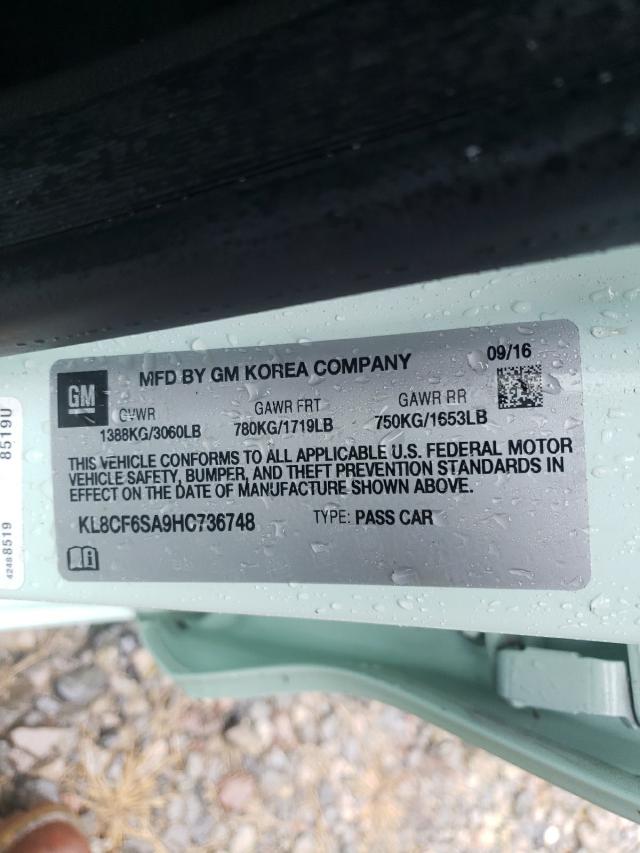 GM
MFD BY GM KOREA COMPANY
09/16
GVWR
GAWR FRT
GAWR RR
1388KG/3060LB
780KG/1719LB
750KG/1653LB
THIS VEHICLE CONFORMS TO ALL APPLICABLE U.S. FEDERAL MOTOR
VEHICLE SAFETY, BUMPER, AND THEFT PREVENTION STANDARDS IN
EFFECT ON THE DATE OF MANUFACTURE SHOWN ABOVE.
KL8CF6SA9HC736748
TYPE: PASS CAR
i
8519U
42488519